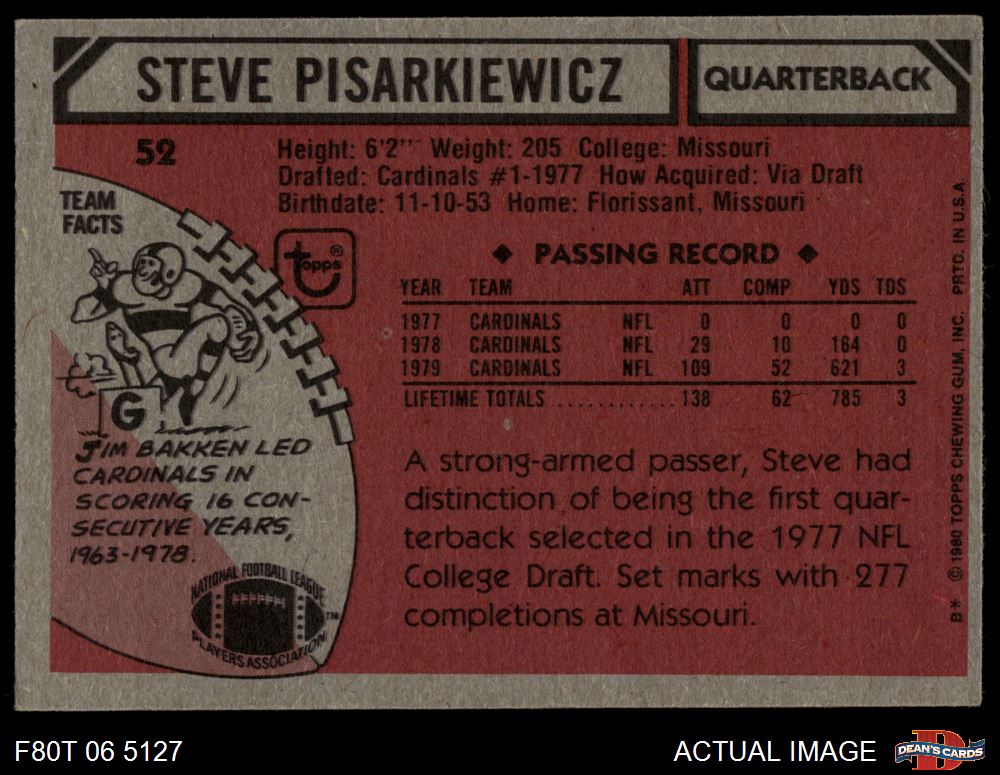 STEVE PISARKIEWICZ
QUARTERBACK
52
Height: 6'2" Weight: 205 College: Missouri
Drafted: Cardinals #1-1977 How Acquired: Via Draft
Birthdate: 11-10-53 Home: Florissant, Missouri
TEAM
FACTS
topps®
◆ PASSING RECORD ◆
YEAR TEAM ATT COMP YDS TDS
1977 CARDINALS NFL 0 0 0 0
1978 CARDINALS NFL 29 10 164 0
1979 CARDINALS NFL 109 52 621 3
LIFETIME TOTALS ............ 138 62 785 3
G
JIM BAKKEN LED
CARDINALS IN
SCORING 16 CON-
SECUTIVE YEARS,
1963-1978.
NATIONAL FOOTBALL LEAGUE
PLAYERS ASSOCIATION
TM
A strong-armed passer, Steve had
distinction of being the first quar-
terback selected in the 1977 NFL
College Draft. Set marks with 277
completions at Missouri.
B* © 1980 TOPPS CHEWING GUM, INC. PRTD. IN U.S.A.
F80T 06 5127
ACTUAL IMAGE
DEAN'S CARDS